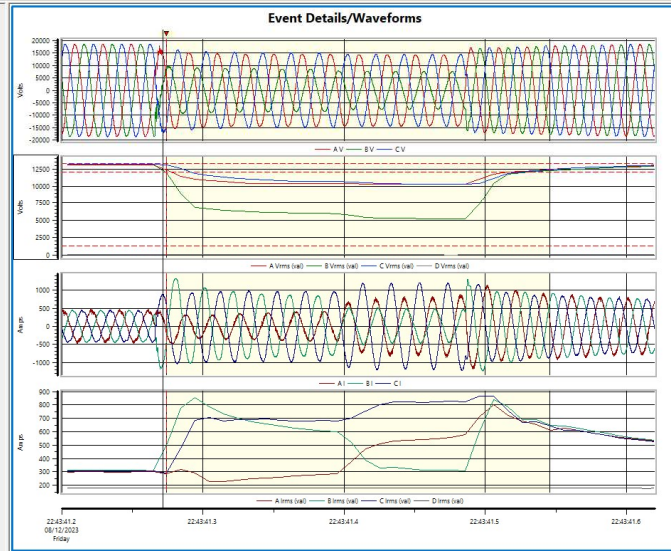 Event Details/Waveforms
20000
15000
10000
5000
0
-5000
-10000
-15000
-20000
Volts
A V B V C V
12500
10000
7500
5000
2500
0
Volts
A Vrms (val) B Vrms (val) C Vrms (val) D Vrms (val)
1000
500
0
-500
-1000
Amps
A I B I C I
900
800
700
600
500
400
300
200
Amps
A Irms (val) B Irms (val) C Irms (val) D Irms (val)
22:43:41.2 22:43:41.3 22:43:41.4 22:43:41.5 22:43:41.6
08/12/2023
Friday